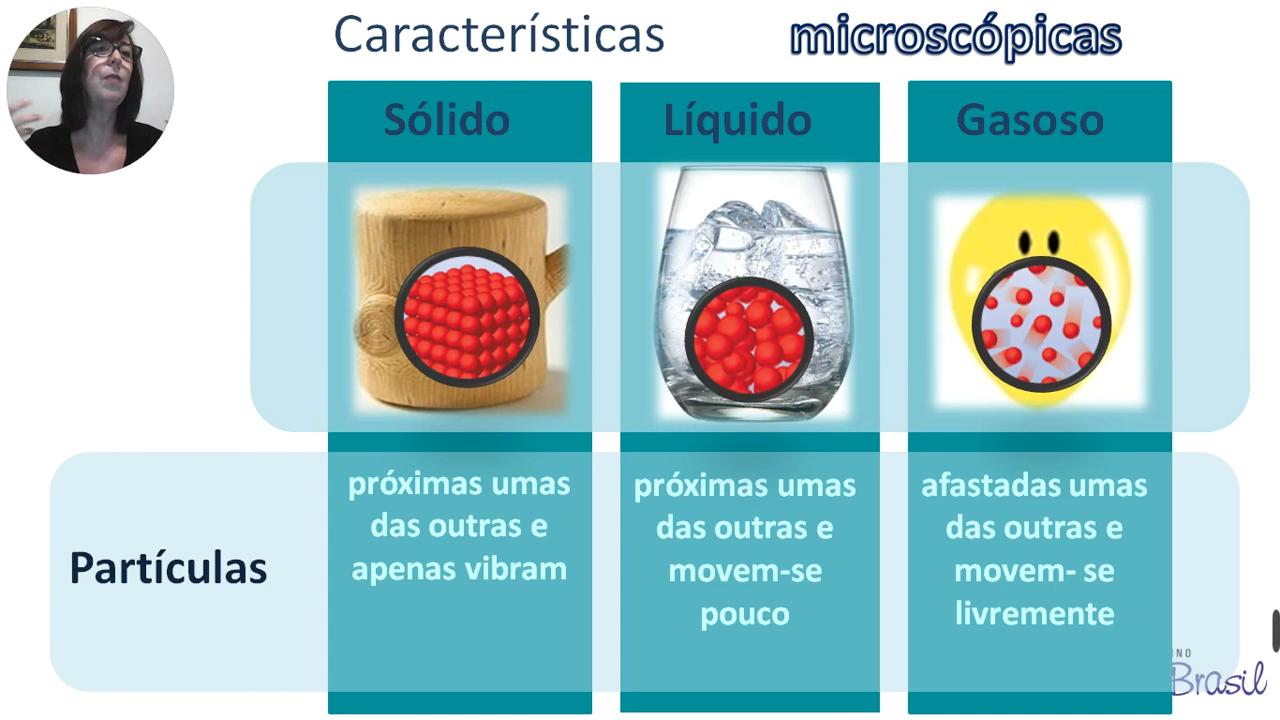 Características microscópicas
Sólido
Líquido
Gasoso
Partículas
próximas umas
das outras e
apenas vibram
próximas umas
das outras e
movem-se
pouco
afastadas umas
das outras e
movem- se
livremente
INO
Brasil